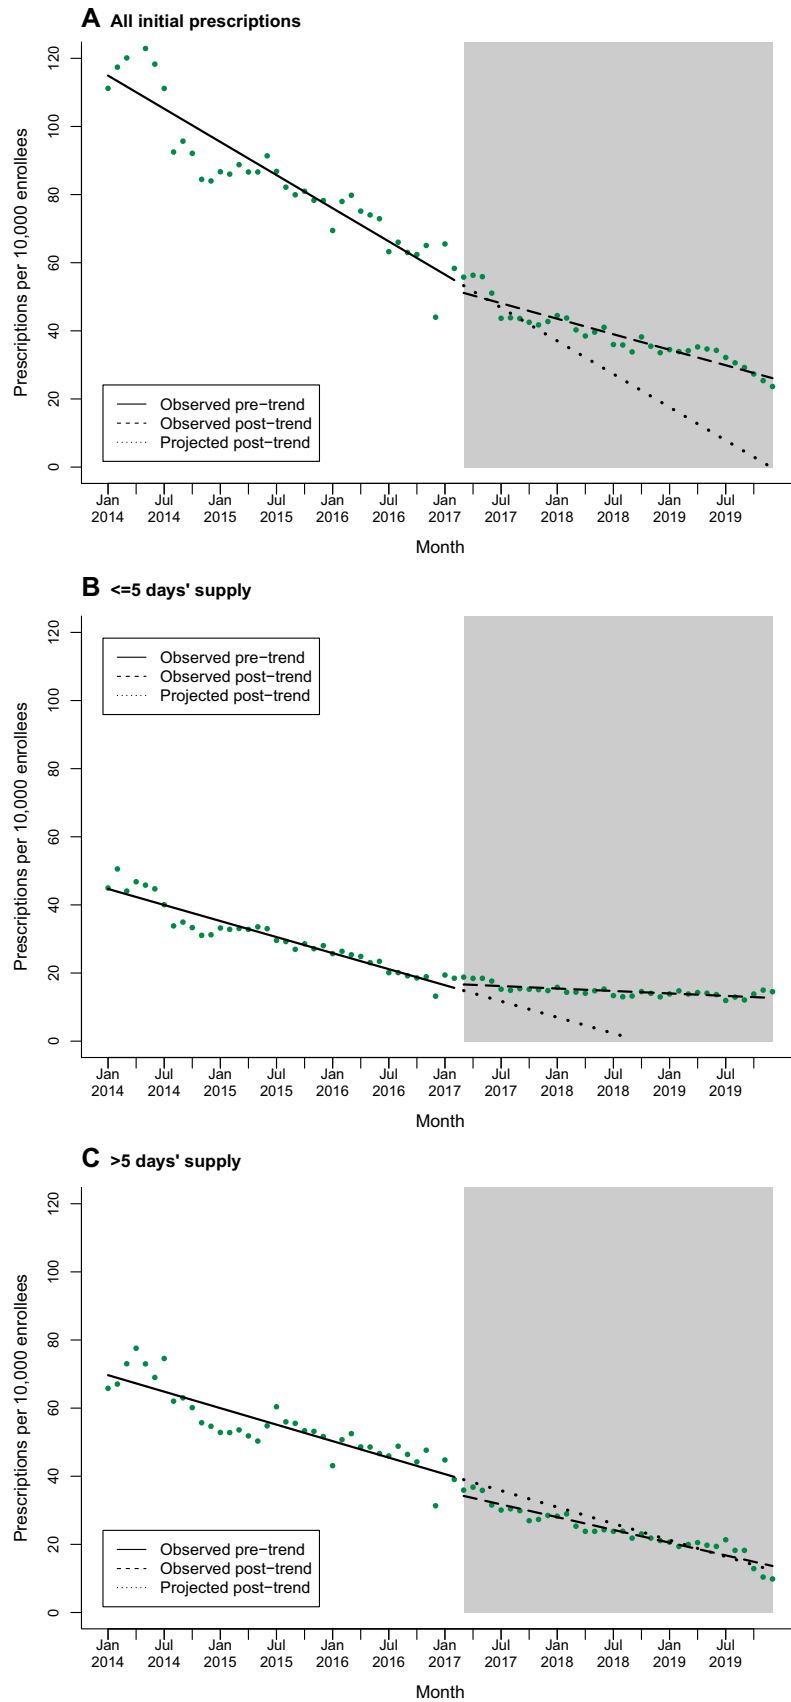 A All initial prescriptions
Prescriptions per 10,000 enrollees
120
100
80
60
40
20
0
Observed pre−trend
Observed post−trend
Projected post−trend
Jan Jul Jan Jul Jan Jul Jan Jul Jan Jul Jan Jul
2014 2014 2015 2015 2016 2016 2017 2017 2018 2018 2019 2019
Month
B <=5 days' supply
Prescriptions per 10,000 enrollees
120
100
80
60
40
20
0
Observed pre−trend
Observed post−trend
Projected post−trend
Jan Jul Jan Jul Jan Jul Jan Jul Jan Jul Jan Jul
2014 2014 2015 2015 2016 2016 2017 2017 2018 2018 2019 2019
Month
C >5 days' supply
Prescriptions per 10,000 enrollees
120
100
80
60
40
20
0
Observed pre−trend
Observed post−trend
Projected post−trend
Jan Jul Jan Jul Jan Jul Jan Jul Jan Jul Jan Jul
2014 2014 2015 2015 2016 2016 2017 2017 2018 2018 2019 2019
Month